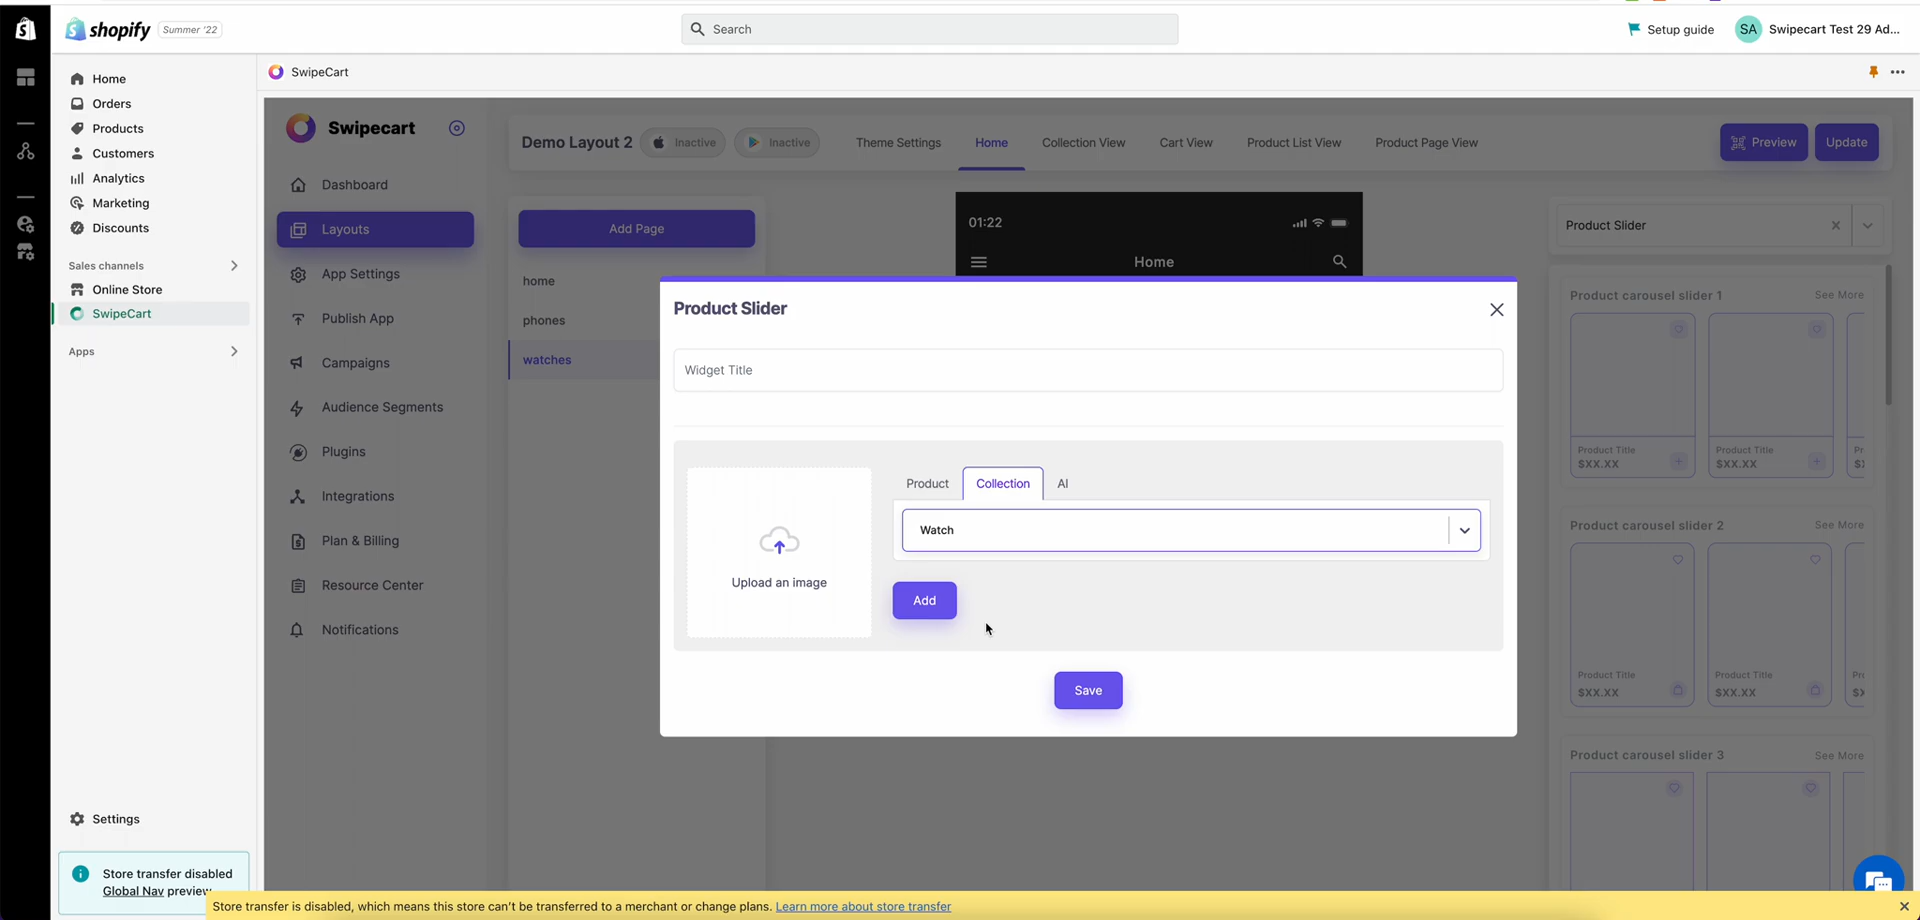 shopify
Summer '22
Search
Setup guide
SA
Swipecart Test 29 Ad...
Home
Orders
Products
Customers
Analytics
Marketing
Discounts
Sales channels
Online Store
SwipeCart
Apps
Settings
Store transfer disabled
Global Nav preview
SwipeCart
Swipecart
Dashboard
Layouts
App Settings
Publish App
Campaigns
Audience Segments
Plugins
Integrations
Plan & Billing
Resource Center
Notifications
Demo Layout 2
Inactive
Inactive
Theme Settings
Home
Collection View
Cart View
Product List View
Product Page View
Preview
Update
Add Page
home
phones
watches
01:22
Home
Product Slider
Widget Title
Upload an image
Product
Collection
AI
Watch
Add
Save
Product Slider
Product carousel slider 1
See More
Product Title
$XX.XX
Product Title
$XX.XX
Product carousel slider 2
See More
Product Title
$XX.XX
Product Title
$XX.XX
Product carousel slider 3
See More
Store transfer is disabled, which means this store can't be transferred to a merchant or change plans. Learn more about store transfer